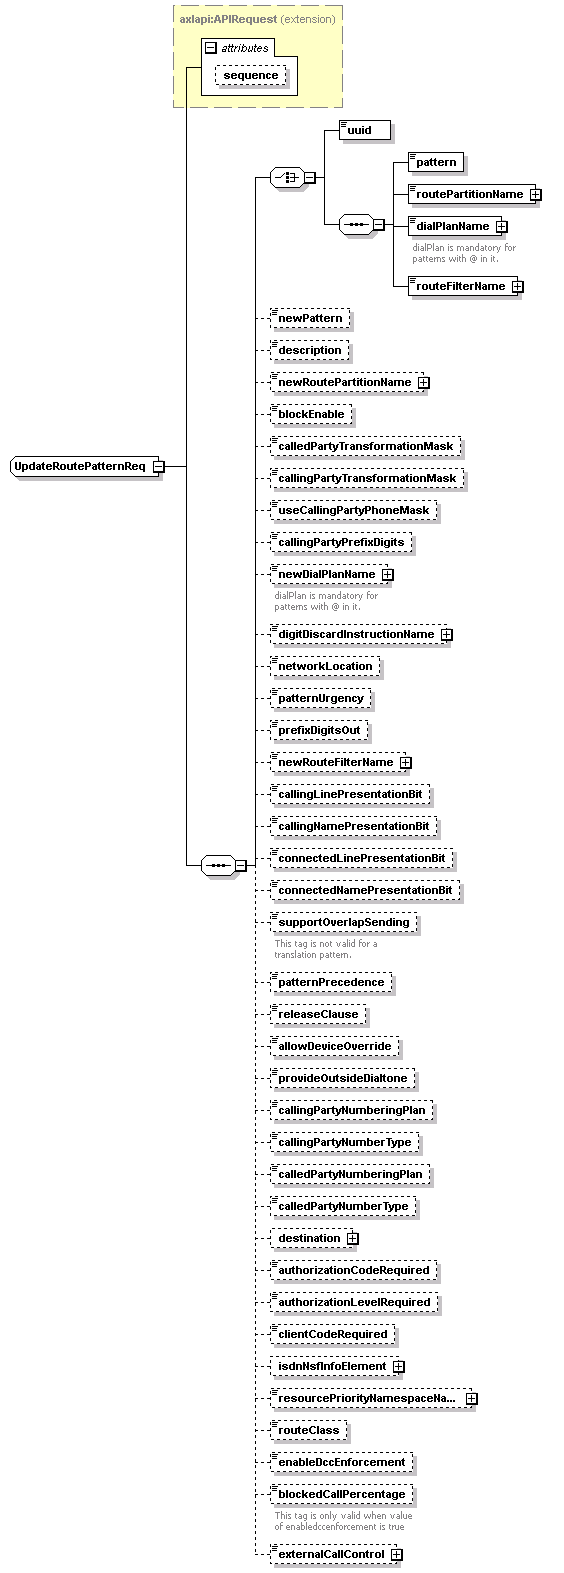 axlapi:APIRequest (extension)
attributes
sequence
uuid
pattern
routePartitionName
dialPlanName
dialPlan is mandatory for
patterns with @ in it.
routeFilterName
newPattern
description
newRoutePartitionName
blockEnable
calledPartyTransformationMask
UpdateRoutePatternReq
callingPartyTransformationMask
useCallingPartyPhoneMask
callingPartyPrefixDigits
newDialPlanName
dialPlan is mandatory for
patterns with @ in it.
digitDiscardInstructionName
networkLocation
patternUrgency
prefixDigitsOut
newRouteFilterName
callingLinePresentationBit
callingNamePresentationBit
connectedLinePresentationBit
connectedNamePresentationBit
supportOverlapSending
This tag is not valid for a
translation pattern.
patternPrecedence
releaseClause
allowDeviceOverride
provideOutsideDialtone
callingPartyNumberingPlan
callingPartyNumberType
calledPartyNumberingPlan
calledPartyNumberType
destination
authorizationCodeRequired
authorizationLevelRequired
clientCodeRequired
isdnNsfInfoElement
resourcePriorityNamespaceNa...
routeClass
enableDccEnforcement
blockedCallPercentage
This tag is only valid when value
of enabledccenforcement is true
externalCallControl